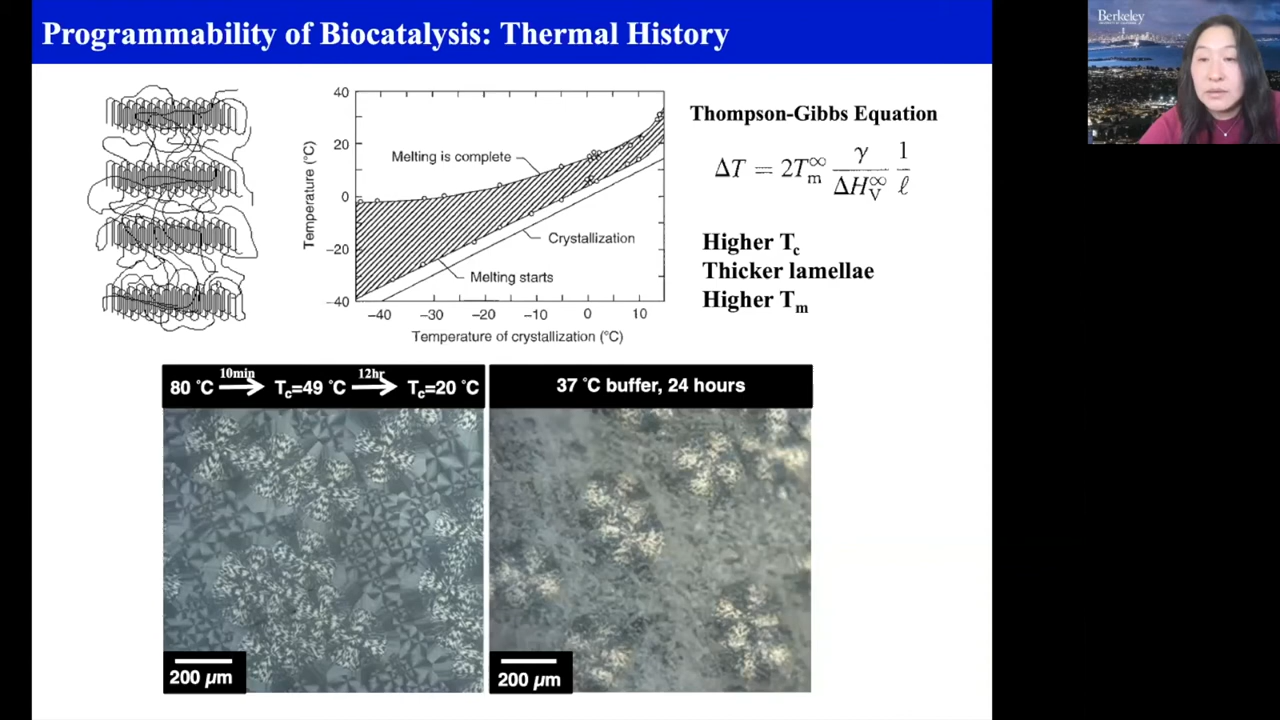 Programmability of Biocatalysis: Thermal History
Berkeley
40
20
0
−20
−40
Temperature (°C)
Melting is complete
Crystallization
Melting starts
−40 −30 −20 −10 0 10
Temperature of crystallization (°C)
Thompson-Gibbs Equation
ΔT = 2T∞m γ/ΔH∞V 1/ℓ
Higher Tc
Thicker lamellae
Higher Tm
80 °C 10min → Tc=49 °C 12hr → Tc=20 °C
37 °C buffer, 24 hours
200 µm
200 µm